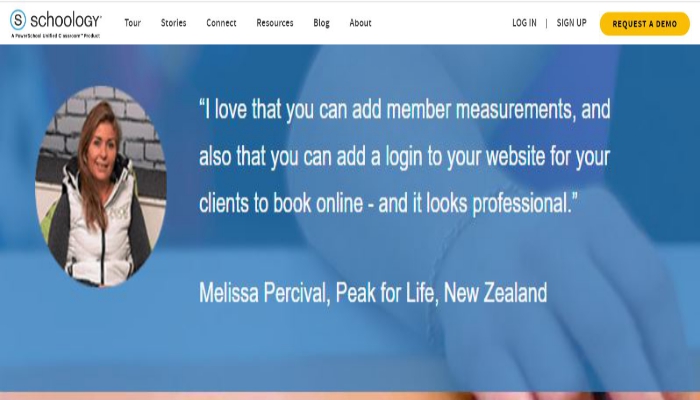 S schoology
A PowerSchool Unified Classroom™ Product
Tour Stories Connect Resources Blog About
LOG IN | SIGN UP REQUEST A DEMO
“I love that you can add member measurements, and
also that you can add a login to your website for your
clients to book online - and it looks professional.”
Melissa Percival, Peak for Life, New Zealand